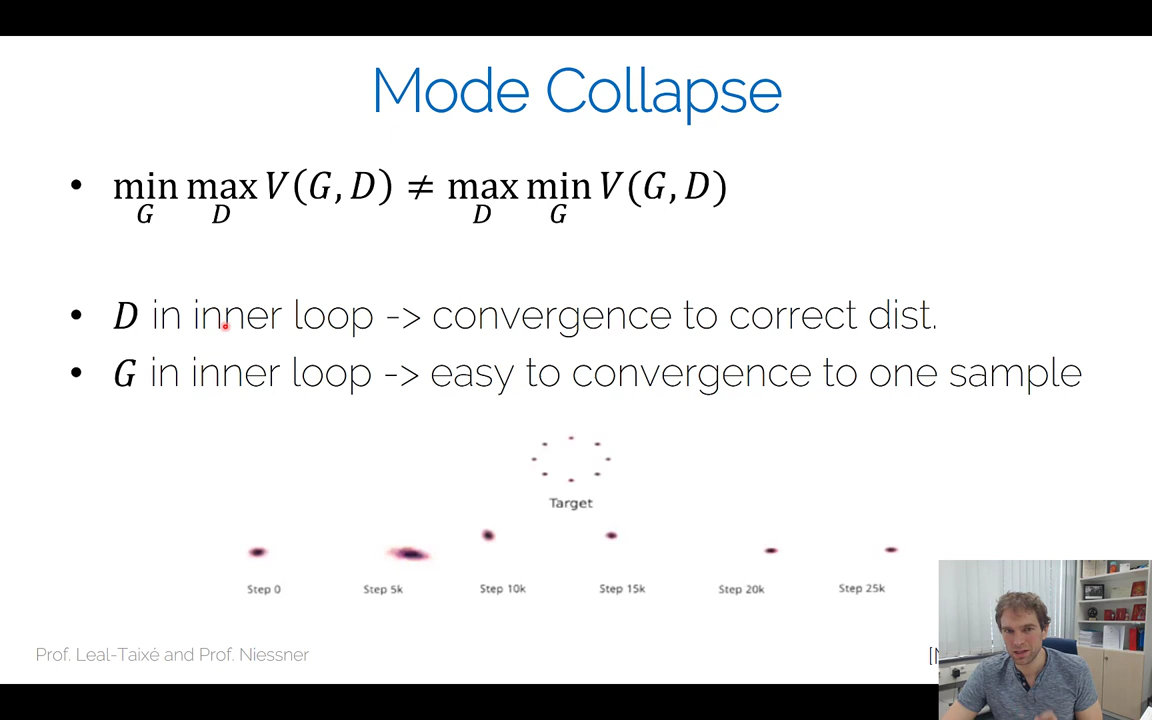 Mode Collapse
• min max V(G, D) ≠ max min V(G, D)
G D D G
• D in inner loop -> convergence to correct dist.
• G in inner loop -> easy to convergence to one sample
Target
Step 0 Step 5k Step 10k Step 15k Step 20k Step 25k
Prof. Leal-Taixé and Prof. Niessner